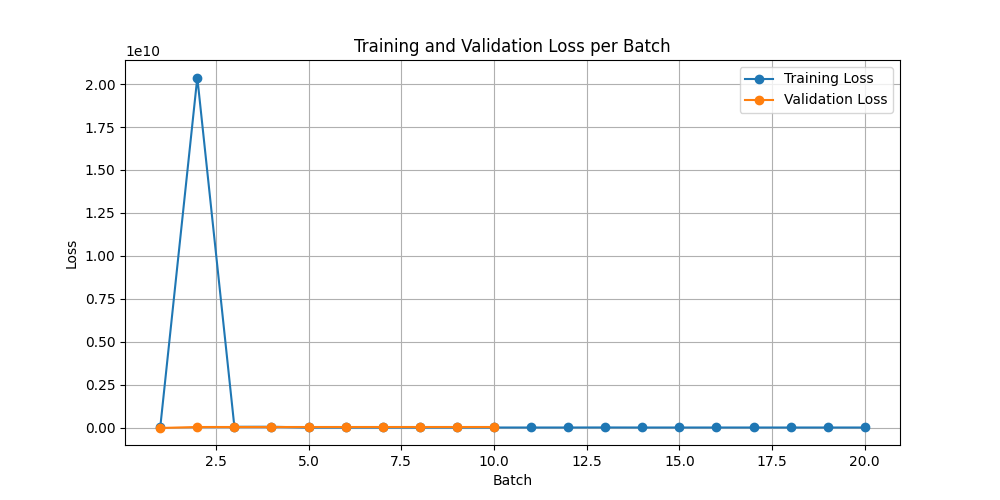 Training and Validation Loss per Batch
1e10
Training Loss
Validation Loss
2.00
1.75
1.50
1.25
1.00
0.75
0.50
0.25
0.00
Loss
2.5 5.0 7.5 10.0 12.5 15.0 17.5 20.0
Batch